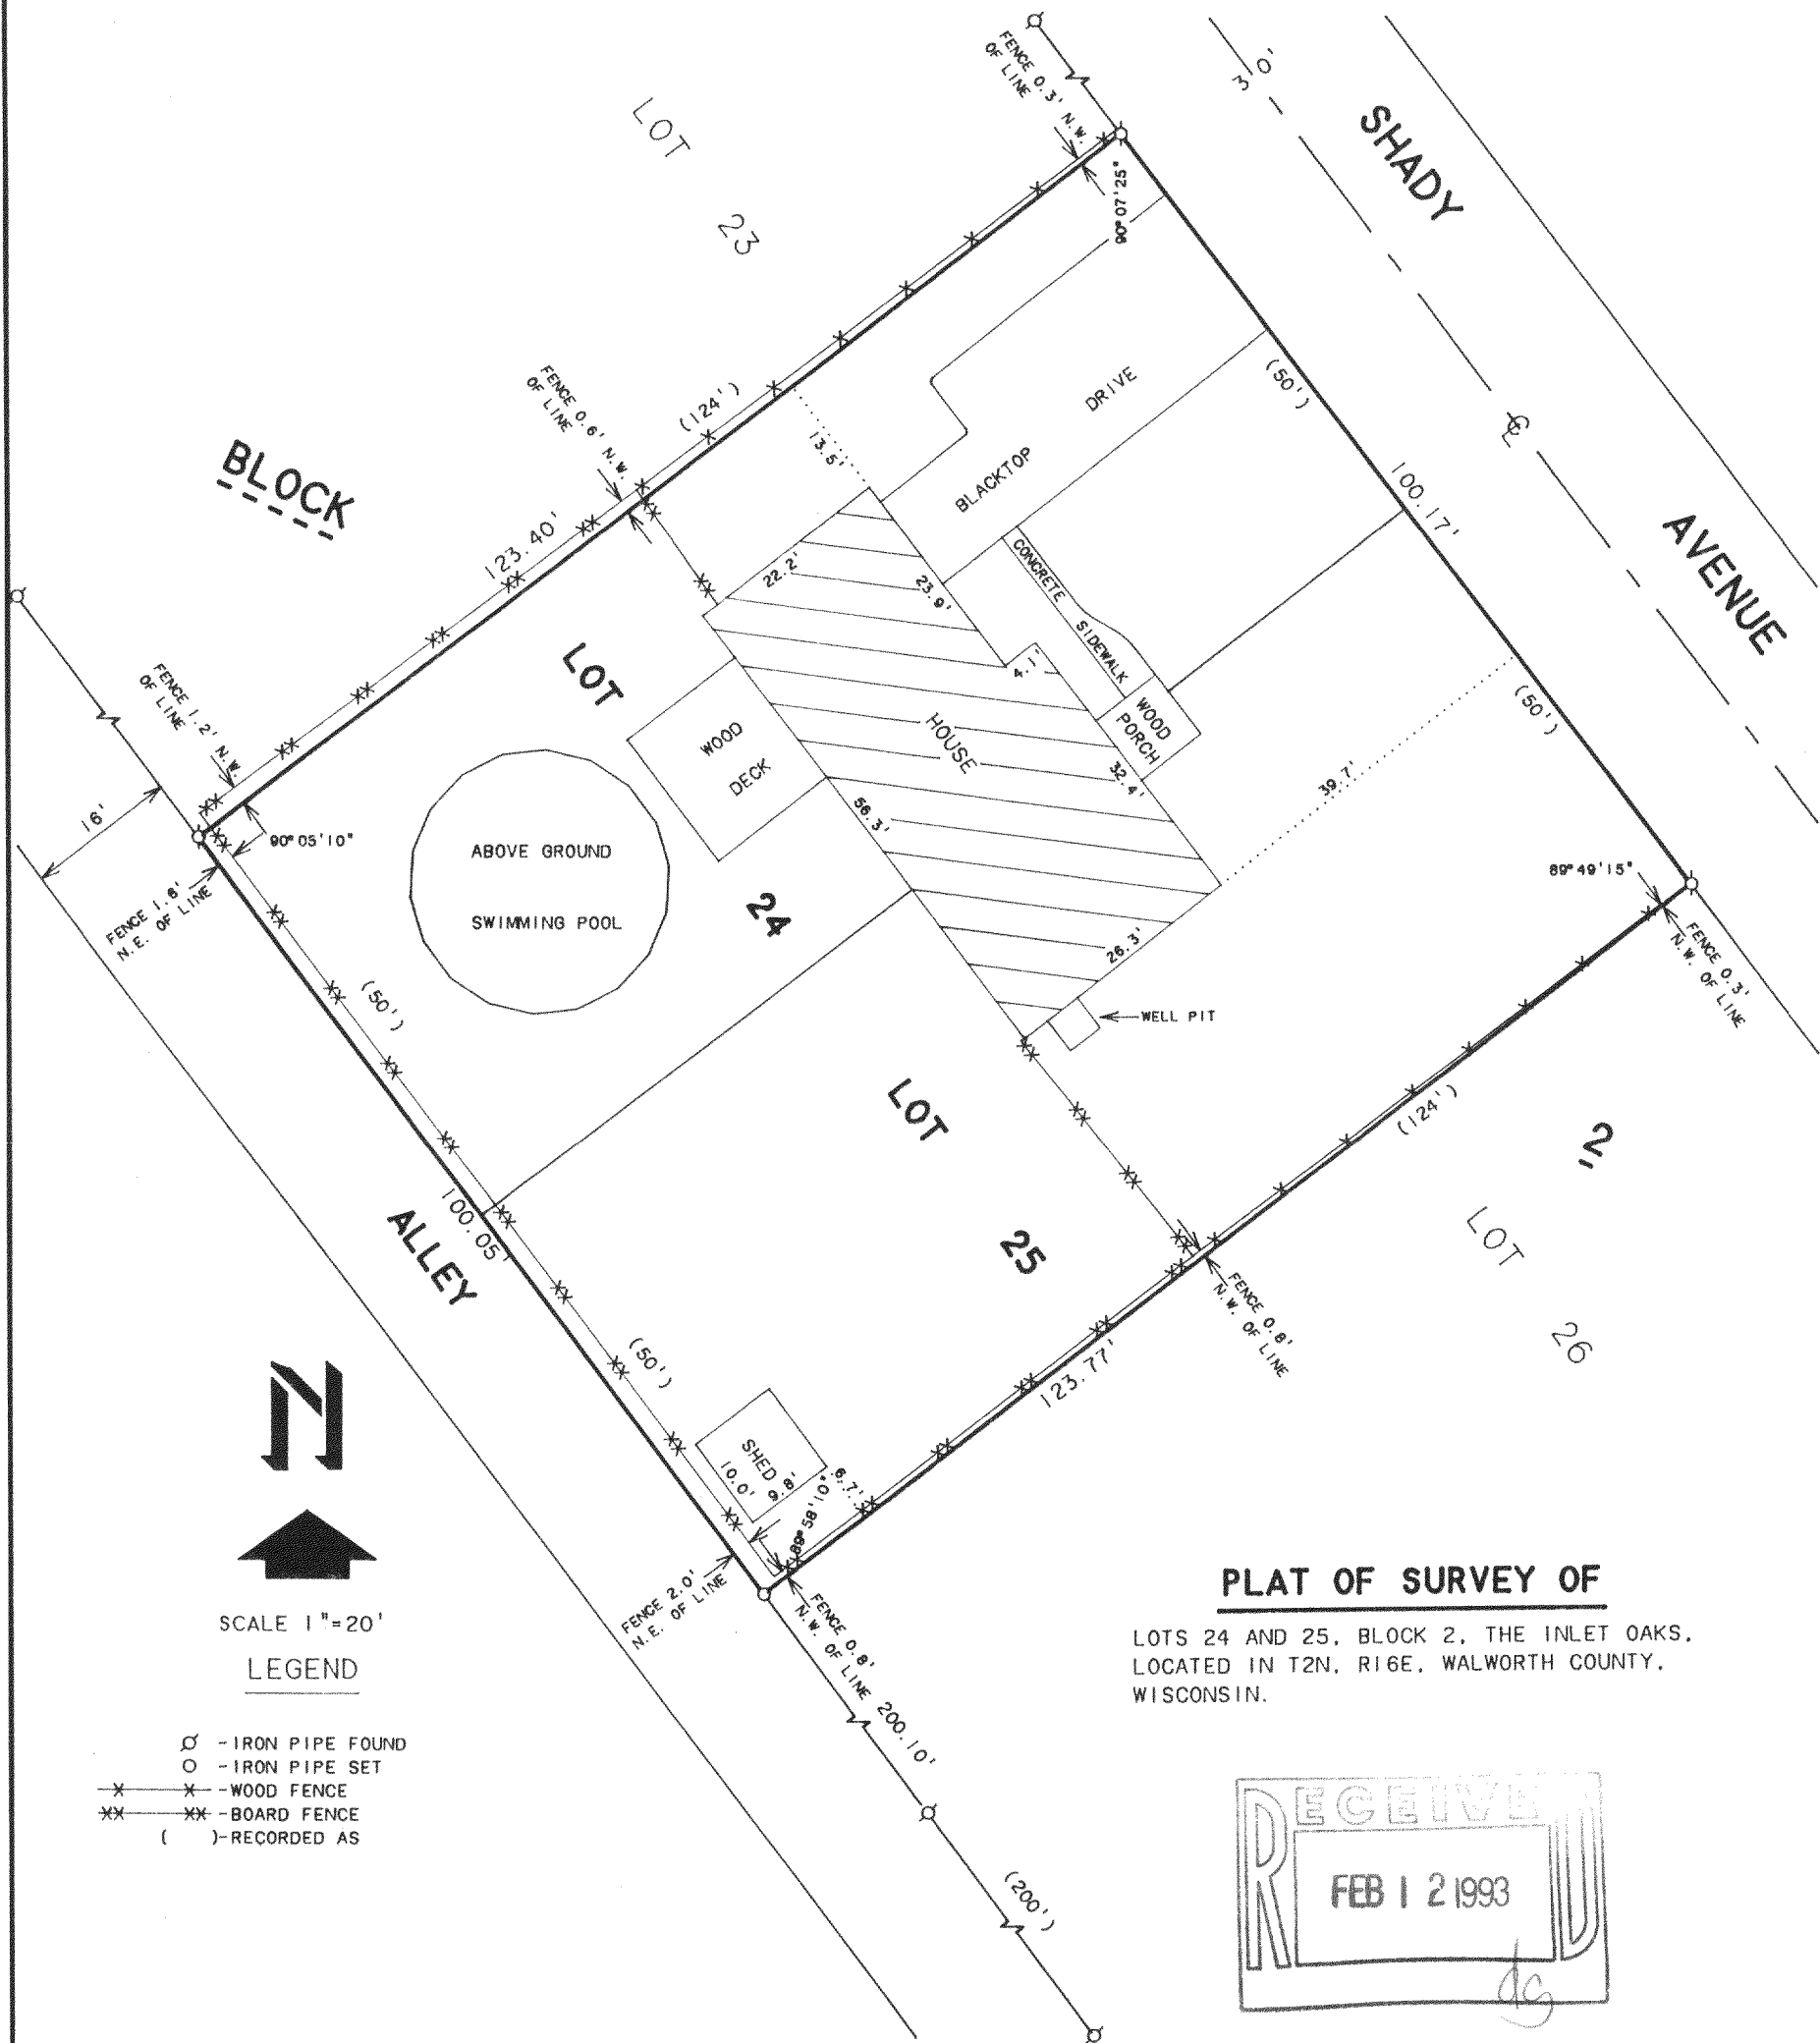 FENCE 0.3' N.W.
OF LINE
30'
SHADY
AVENUE
LOT
23
90°07'25"
BLOCK
FENCE 0.6' N.W.
OF LINE
(124')
123.40'
13.5'
BLACKTOP
DRIVE
(50')
100.17'
(50')
℄
CONCRETE
SIDEWALK
22.2'
23.9'
4.1'
WOOD
PORCH
HOUSE
32.4'
56.3'
26.3'
39.7'
LOT
24
WOOD
DECK
ABOVE GROUND
SWIMMING POOL
FENCE 1.2' N.W.
OF LINE
16'
90°05'10"
FENCE 1.6'
N.E. OF LINE
89°49'15"
FENCE 0.3'
N.W. OF LINE
WELL PIT
(50')
100.05'
(50')
ALLEY
LOT
25
(124')
2
LOT
26
FENCE 0.8'
N.W. OF LINE
123.77'
SHED
10.0'
9.8'
6.7'
89°58'10"
FENCE 2.0'
N.E. OF LINE
FENCE 0.8'
N.W. OF LINE
200.10'
(200')
N
SCALE 1"=20'
LEGEND
-IRON PIPE FOUND
-IRON PIPE SET
-WOOD FENCE
-BOARD FENCE
( )-RECORDED AS
PLAT OF SURVEY OF
LOTS 24 AND 25, BLOCK 2, THE INLET OAKS,
LOCATED IN T2N, R16E, WALWORTH COUNTY,
WISCONSIN.
RECEIVED
FEB 12 1993
dg